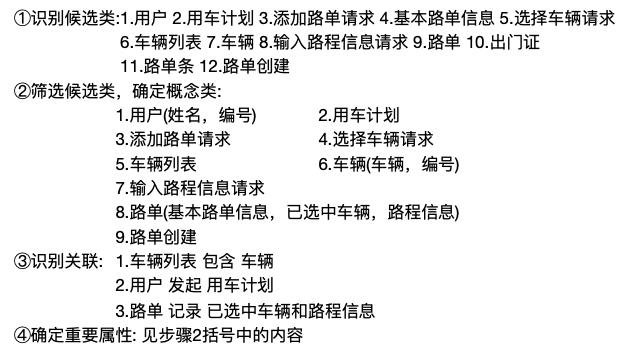 ①识别候选类:1.用户 2.用车计划 3.添加路单请求 4.基本路单信息 5.选择车辆请求
6.车辆列表 7.车辆 8.输入路程信息请求 9.路单 10.出门证
11.路单条 12.路单创建
②筛选候选类，确定概念类:
1.用户(姓名，编号) 2.用车计划
3.添加路单请求 4.选择车辆请求
5.车辆列表 6.车辆(车辆，编号)
7.输入路程信息请求
8.路单(基本路单信息，已选中车辆，路程信息)
9.路单创建
③识别关联: 1.车辆列表 包含 车辆
2.用户 发起 用车计划
3.路单 记录 已选中车辆和路程信息
④确定重要属性: 见步骤2括号中的内容